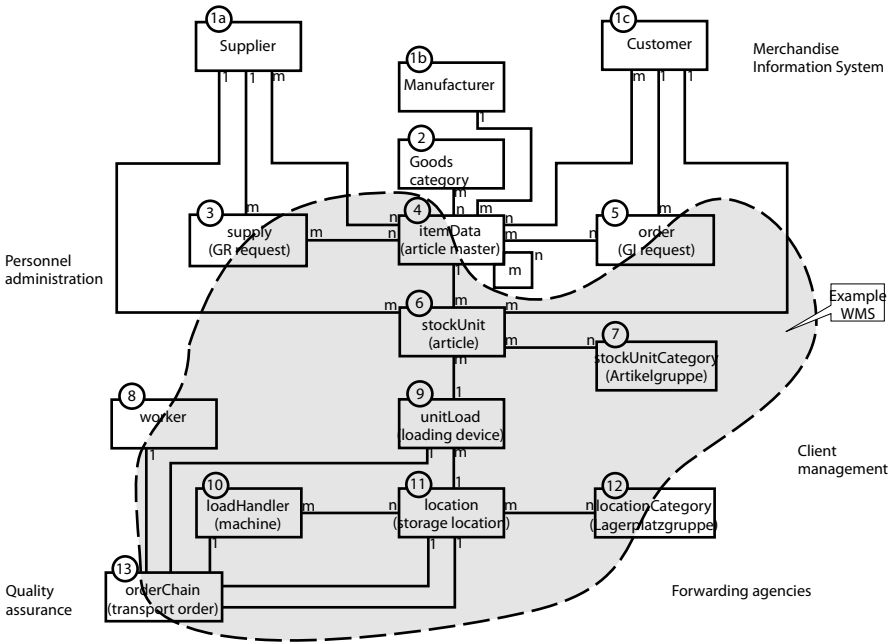 1a
Supplier
1
1
m
1b
Manufacturer
1
1c
Customer
m
1
1
Merchandise
Information System
2
Goods
category
m
3
supply
(GR request)
m
m
4
itemData
(article master)
n
n
m
n
n
m
n
m
1
5
order
(GI request)
m
n
Personnel
administration
6
stockUnit
(article)
m
m
m
m
m
Example
WMS
7
stockUnitCategory
(Artikelgruppe)
n
8
worker
1
9
unitLoad
(loading device)
1
1
m
Client
management
10
loadHandler
(machine)
m
1
11
location
(storage location)
1
n
m
1
1
12
locationCategory
(Lagerplatzgruppe)
n
13
orderChain
(transport order)
Quality
assurance
Forwarding agencies